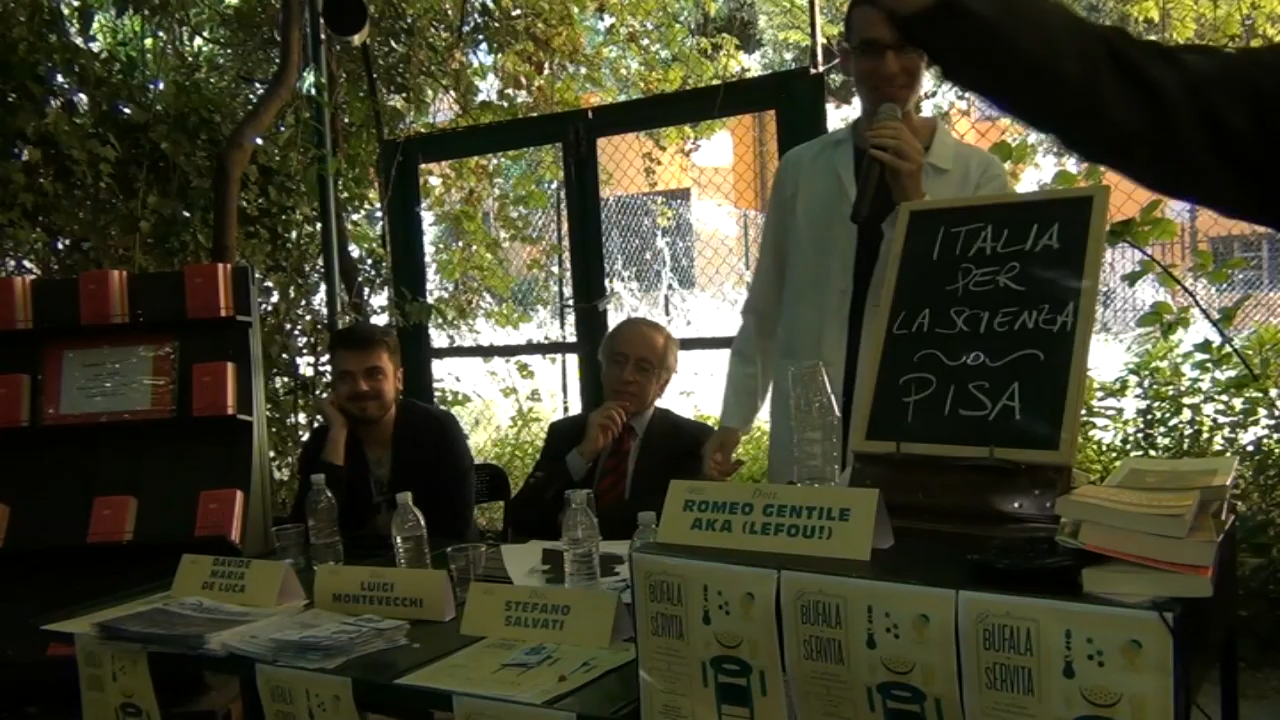 ITALIA
PER
LA SCIENZA
PISA
Dott.
ROMEO GENTILE
AKA (LEFOU!)
DAVIDE
MARIA
DE LUCA
LUIGI
MONTEVECCHI
STEFANO
SALVATI
BUFALA
SERVITA
BUFALA
SERVITA
BUFALA
SERVITA
BUFALA